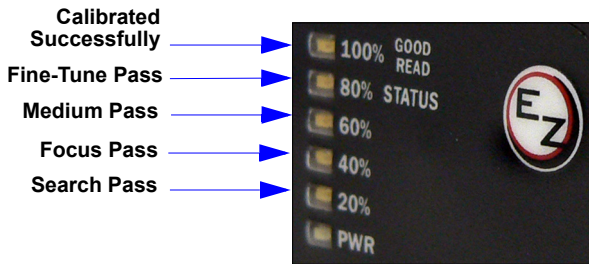 Calibrated
Successfully
Fine-Tune Pass
Medium Pass
Focus Pass
Search Pass
100% GOOD
READ
80% STATUS
60%
40%
20%
PWR
EZ